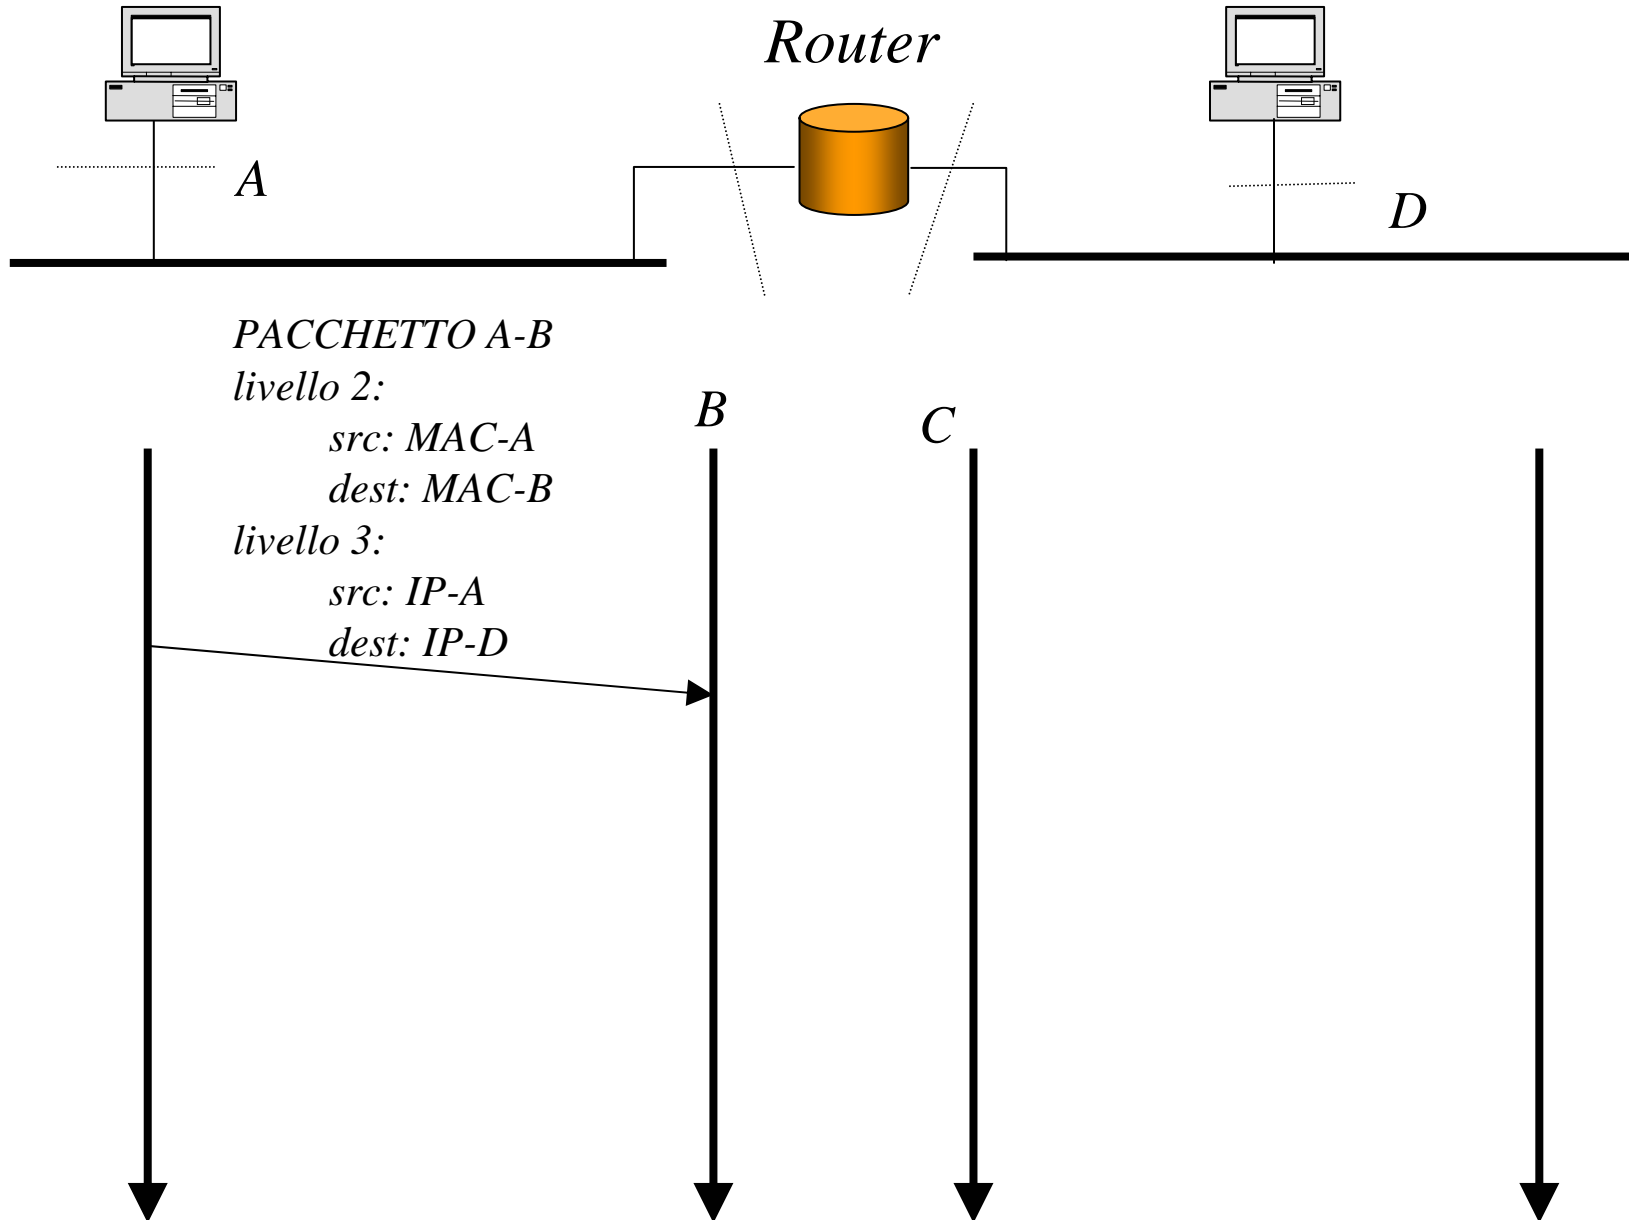 Router
A
D
PACCHETTO A-B
livello 2:
src: MAC-A
dest: MAC-B
livello 3:
src: IP-A
dest: IP-D
B
C